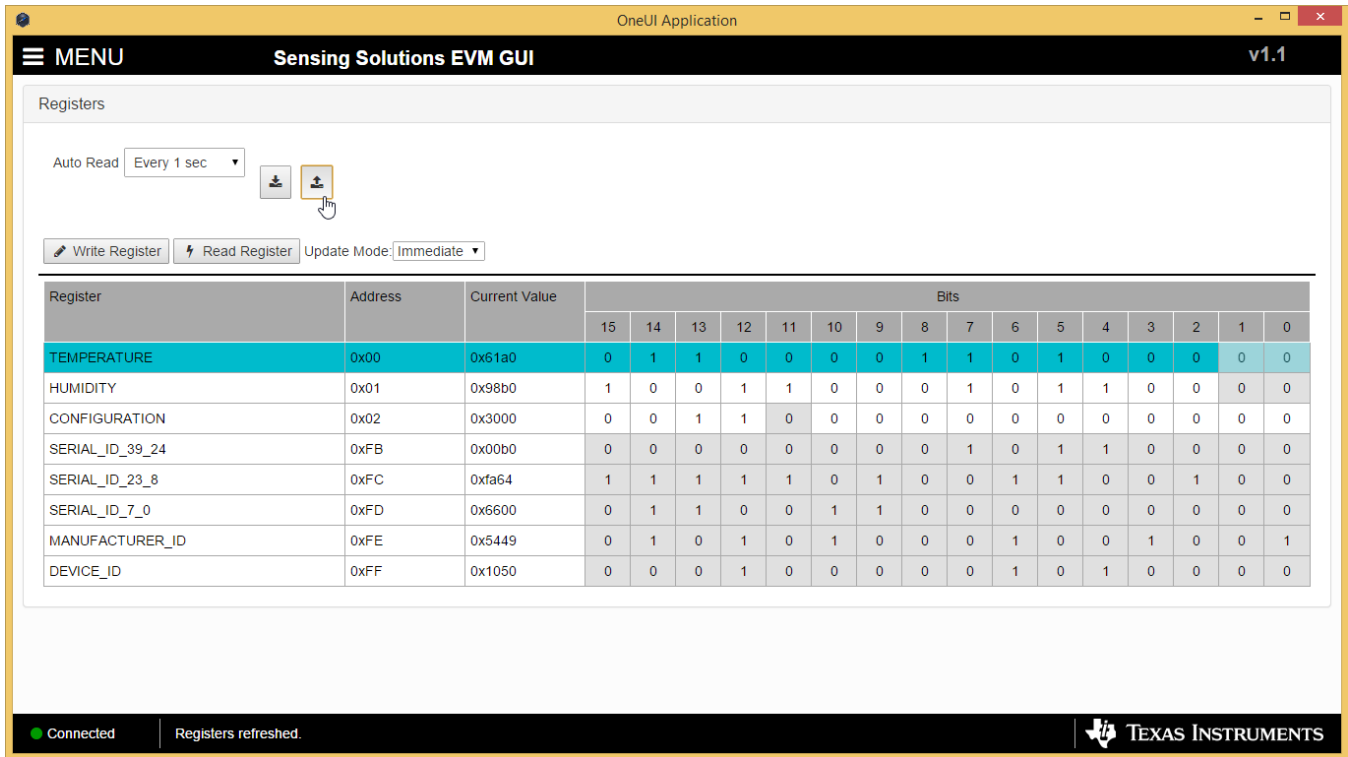 OneUI Application
MENU Sensing Solutions EVM GUI v1.1
Registers
Auto Read Every 1 sec
Write Register Read Register Update Mode: Immediate
Register Address Current Value Bits
15 14 13 12 11 10 9 8 7 6 5 4 3 2 1 0
TEMPERATURE 0x00 0x61a0 0 1 1 0 0 0 0 1 1 0 1 0 0 0 0 0
HUMIDITY 0x01 0x98b0 1 0 0 1 1 0 0 0 1 0 1 1 0 0 0 0
CONFIGURATION 0x02 0x3000 0 0 1 1 0 0 0 0 0 0 0 0 0 0 0 0
SERIAL_ID_39_24 0xFB 0x00b0 0 0 0 0 0 0 0 0 1 0 1 1 0 0 0 0
SERIAL_ID_23_8 0xFC 0xfa64 1 1 1 1 1 0 1 0 0 1 1 0 0 1 0 0
SERIAL_ID_7_0 0xFD 0x6600 0 1 1 0 0 1 1 0 0 0 0 0 0 0 0 0
MANUFACTURER_ID 0xFE 0x5449 0 1 0 1 0 1 0 0 0 1 0 0 1 0 0 1
DEVICE_ID 0xFF 0x1050 0 0 0 1 0 0 0 0 0 1 0 1 0 0 0 0
Connected Registers refreshed. TEXAS INSTRUMENTS